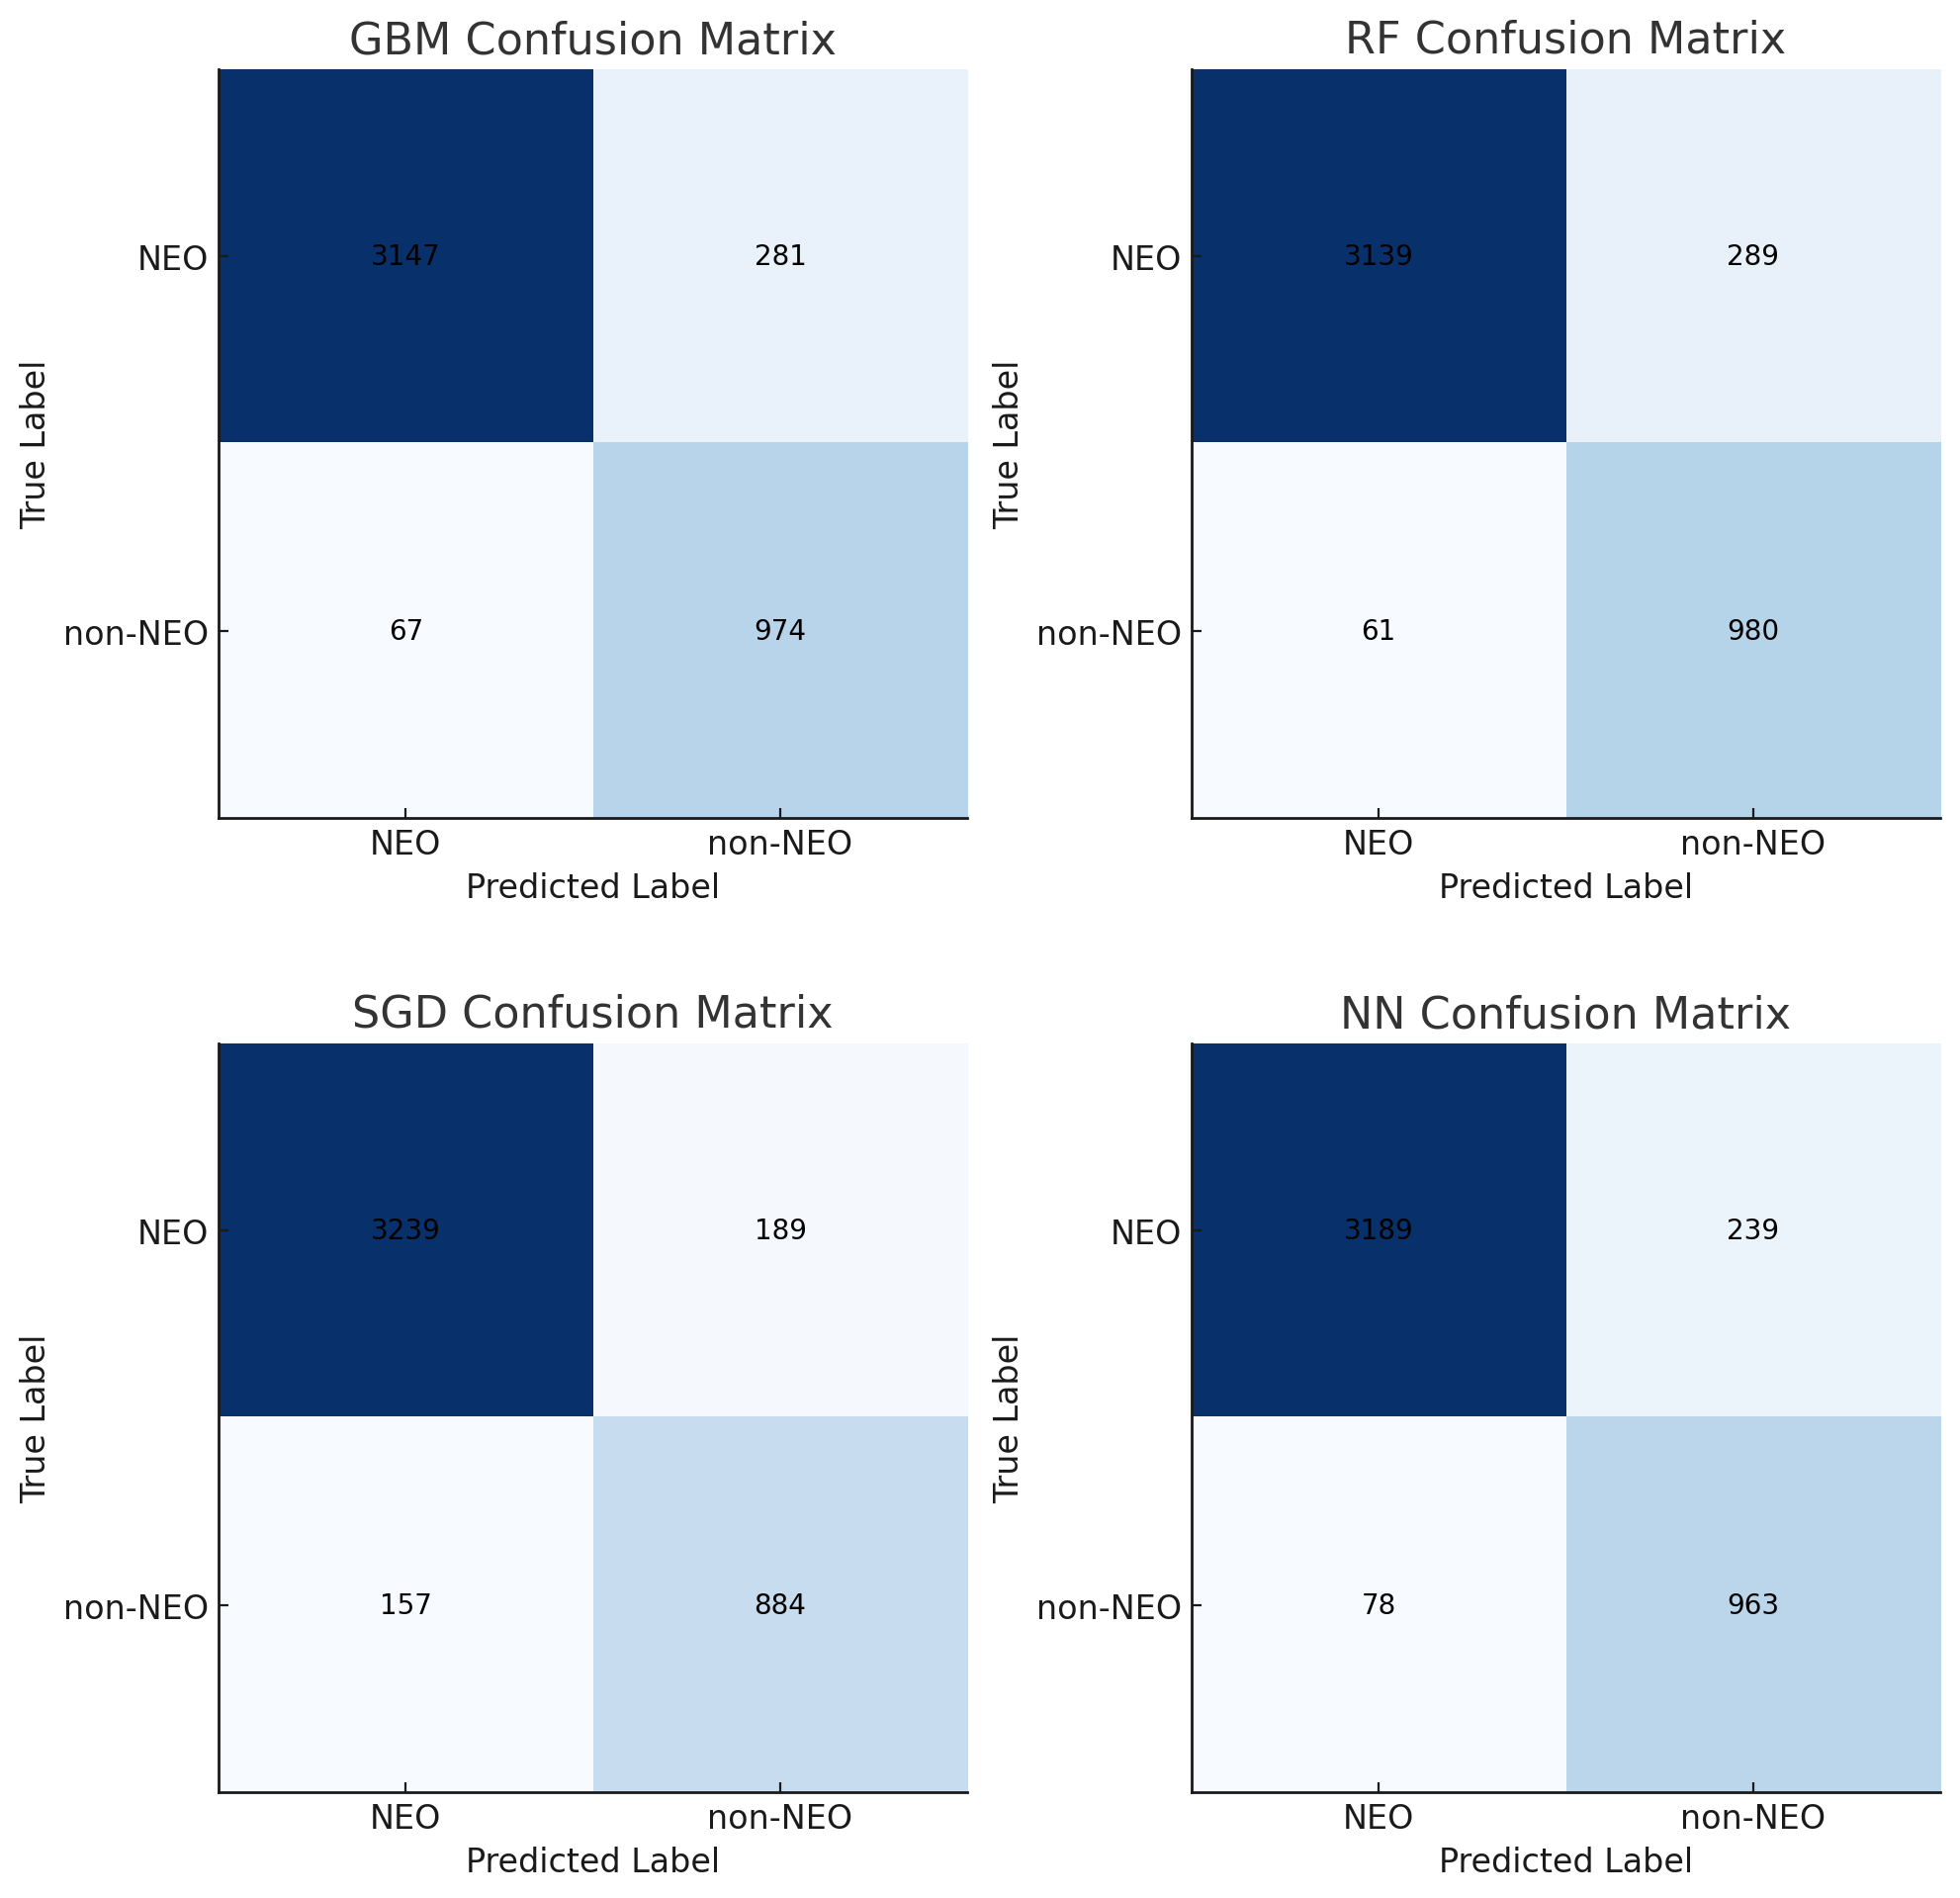 GBM Confusion Matrix
True Label
NEO
3147
281
non-NEO
67
974
NEO
non-NEO
Predicted Label
RF Confusion Matrix
True Label
NEO
3139
289
non-NEO
61
980
NEO
non-NEO
Predicted Label
SGD Confusion Matrix
True Label
NEO
3239
189
non-NEO
157
884
NEO
non-NEO
Predicted Label
NN Confusion Matrix
True Label
NEO
3189
239
non-NEO
78
963
NEO
non-NEO
Predicted Label